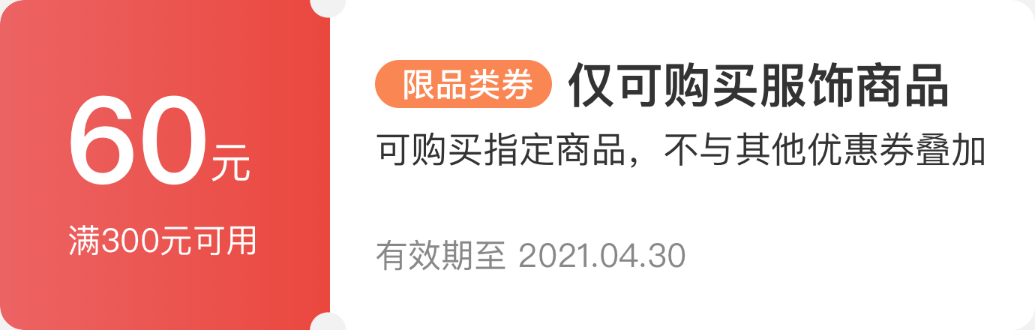 60元
满300元可用
限品类券 仅可购买服饰商品
可购买指定商品，不与其他优惠券叠加
有效期至 2021.04.30